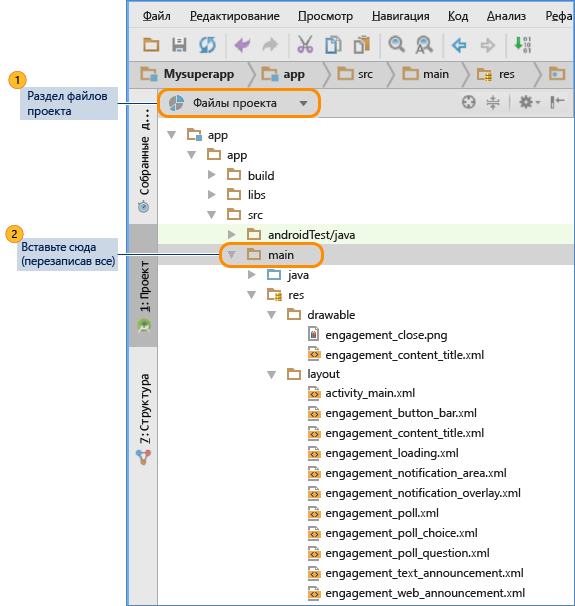 Файл Редактирование Просмотр Навигация Код Анализ Рефа
Mysuperapp app src main res
1
Раздел файлов
проекта
Файлы проекта
Собранные д...
app
app
build
libs
src
androidTest/java
2
Вставьте сюда
(перезаписав все)
main
1: Проект
java
res
drawable
engagement_close.png
engagement_content_title.xml
layout
7: Структура
activity_main.xml
engagement_button_bar.xml
engagement_content_title.xml
engagement_loading.xml
engagement_notification_area.xml
engagement_notification_overlay.xml
engagement_poll.xml
engagement_poll_choice.xml
engagement_poll_question.xml
engagement_text_announcement.xml
engagement_web_announcement.xml